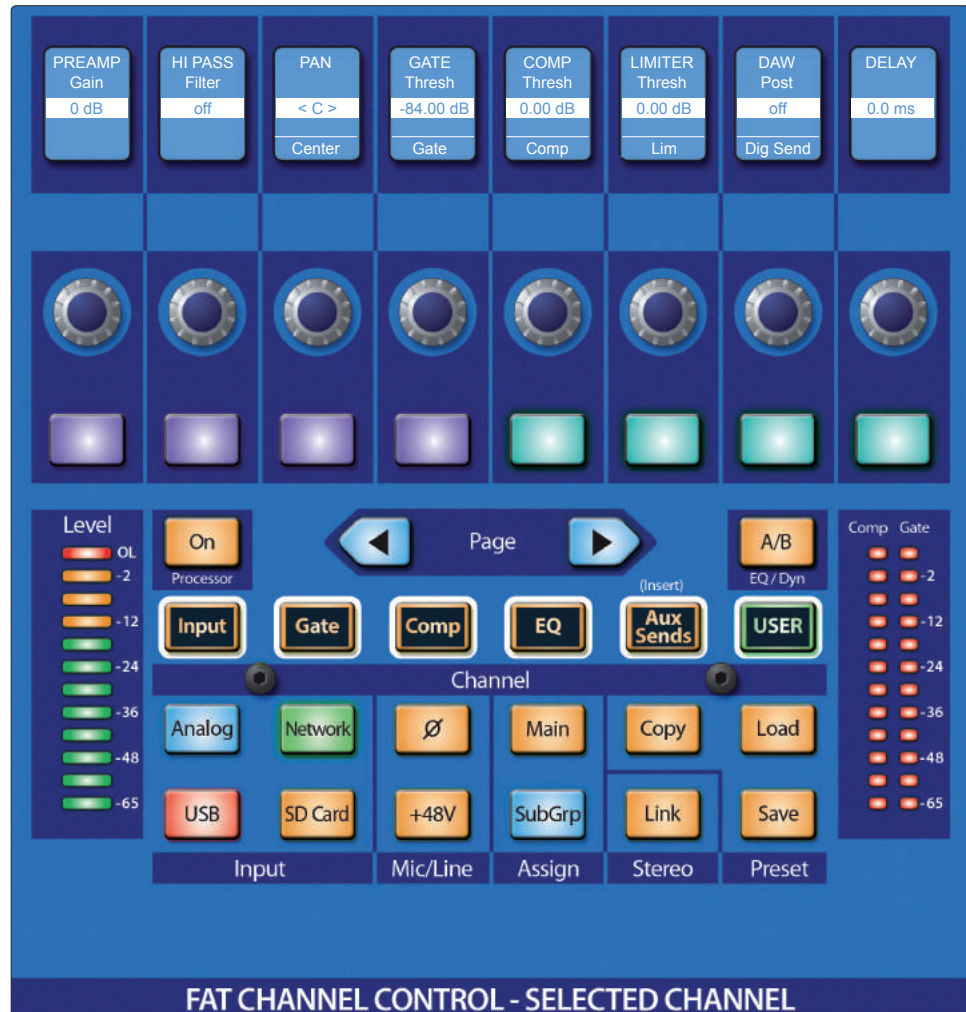 PREAMP
Gain
0 dB
HI PASS
Filter
off
PAN
< C >
Center
GATE
Thresh
-84.00 dB
Gate
COMP
Thresh
0.00 dB
Comp
LIMITER
Thresh
0.00 dB
Lim
DAW
Post
off
Dig Send
DELAY
0.0 ms
Level
OL
-2
-12
-24
-36
-48
-65
On
Processor
Page
A/B
EQ / Dyn
Comp Gate
-2
-12
-24
-36
-48
-65
(Insert)
Input
Gate
Comp
EQ
Aux
Sends
USER
Channel
Analog
Network
Ø
Main
Copy
Load
USB
SD Card
+48V
SubGrp
Link
Save
Input
Mic/Line
Assign
Stereo
Preset
FAT CHANNEL CONTROL - SELECTED CHANNEL